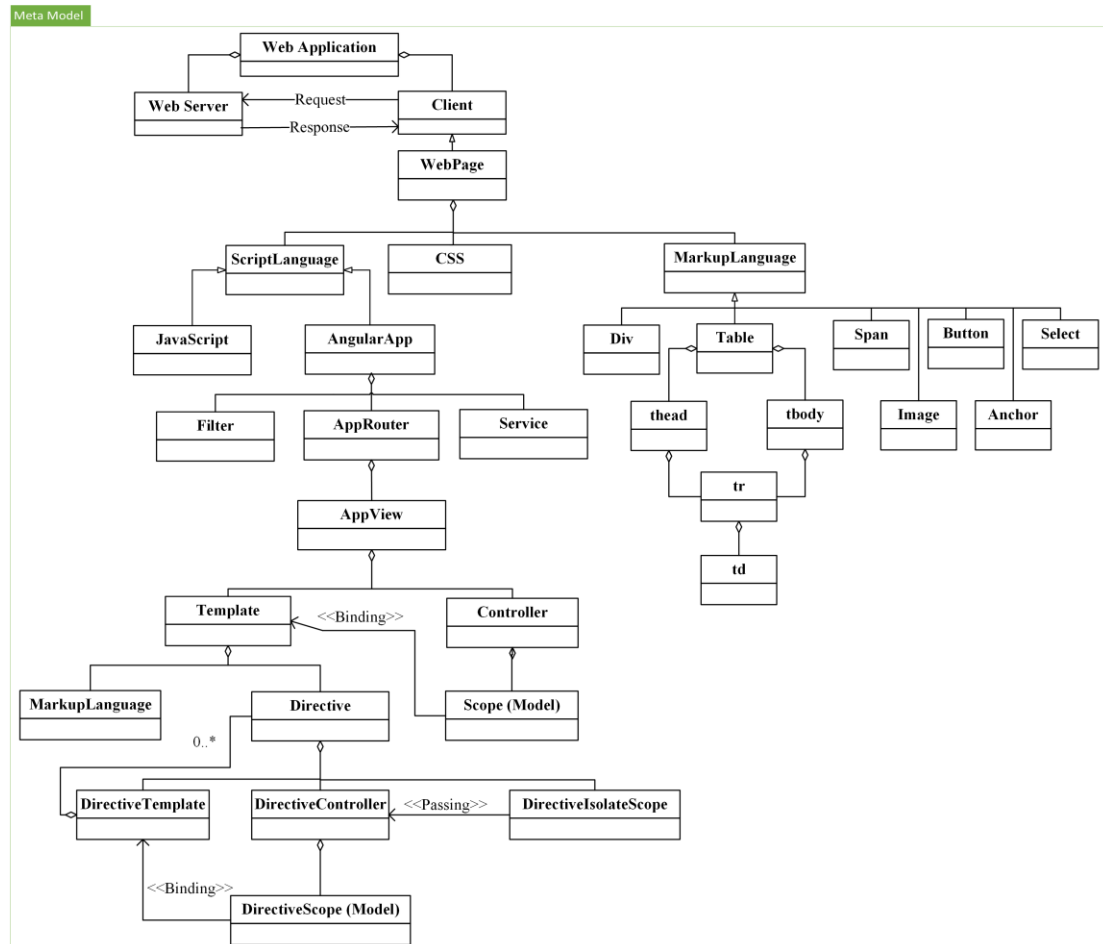 Meta Model
Web Application
Web Server
Request
Client
Response
WebPage
ScriptLanguage
CSS
MarkupLanguage
JavaScript
AngularApp
Div
Table
Span
Button
Select
Filter
AppRouter
Service
thead
tbody
Image
Anchor
tr
AppView
td
Template
<<Binding>>
Controller
MarkupLanguage
Directive
Scope (Model)
0..*
DirectiveTemplate
DirectiveController
<<Passing>>
DirectiveIsolateScope
<<Binding>>
DirectiveScope (Model)